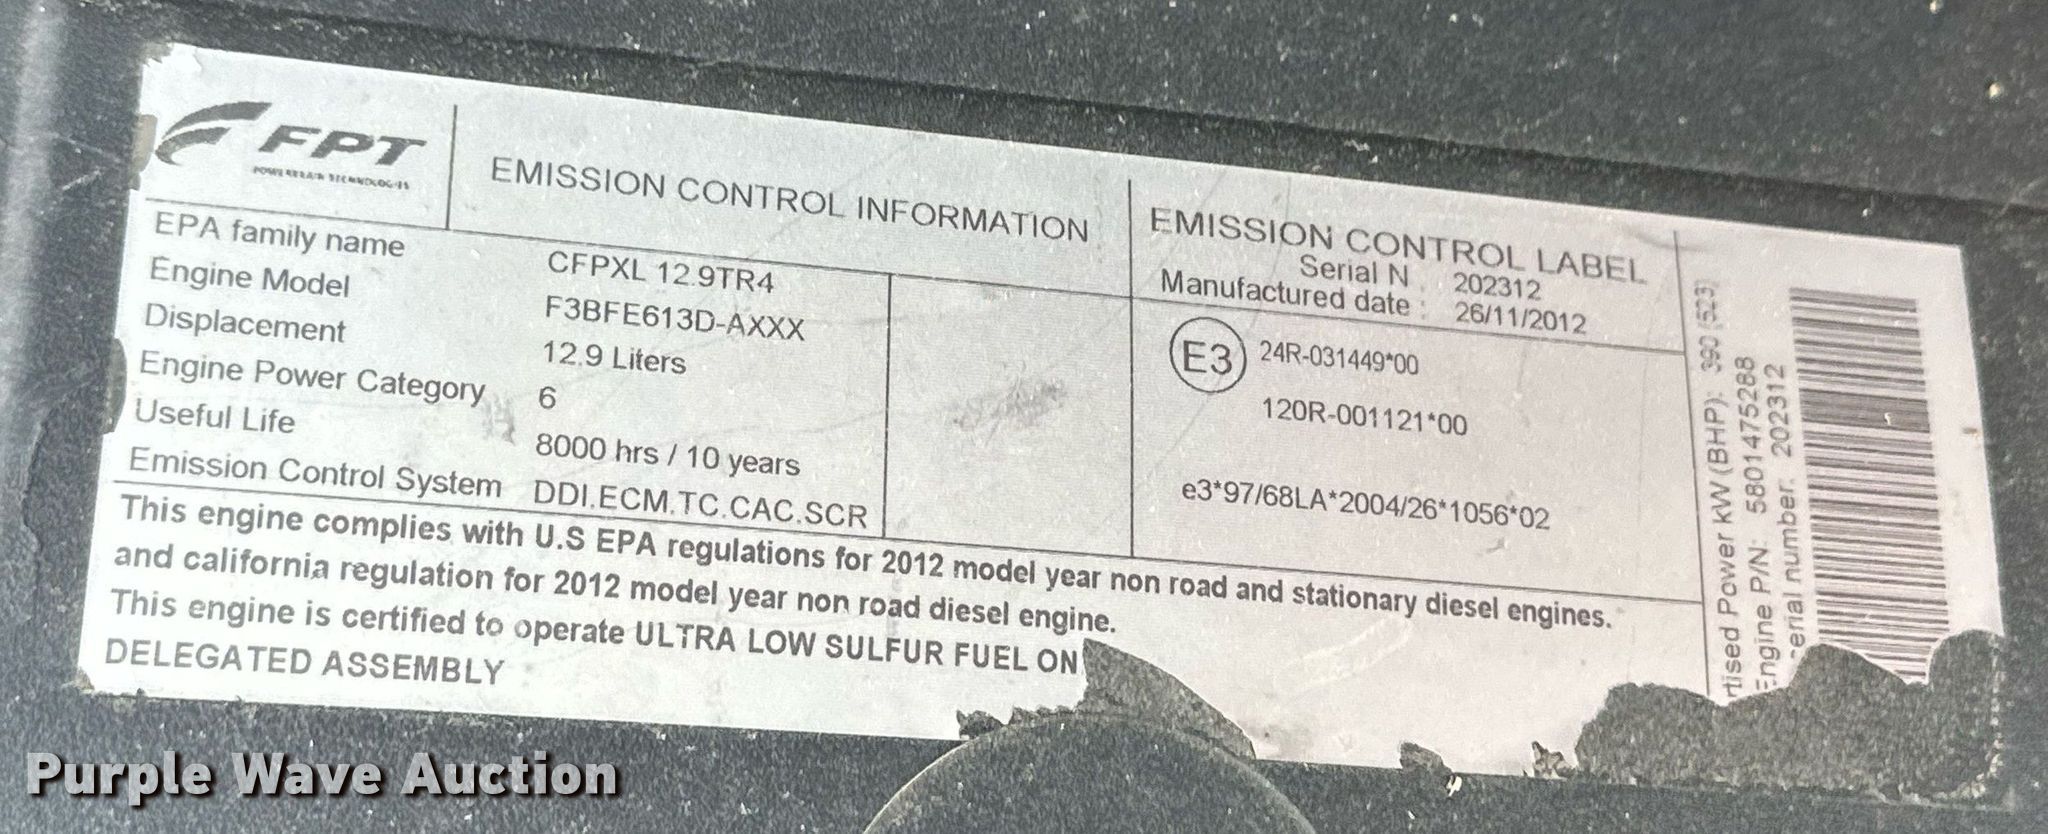 FPT
POWERTRAIN TECHNOLOGIES
EMISSION CONTROL INFORMATION
EPA family name CFPXL 12.9TR4
Engine Model F3BFE613D-AXXX
Displacement 12.9 Liters
Engine Power Category 6
Useful Life 8000 hrs / 10 years
Emission Control System DDI.ECM.TC.CAC.SCR
EMISSION CONTROL LABEL
Serial N. 202312
Manufactured date : 26/11/2012
E3 24R-031449*00
120R-001121*00
e3*97/68LA*2004/26*1056*02
This engine complies with U.S EPA regulations for 2012 model year non road and stationary diesel engines.
and california regulation for 2012 model year non road diesel engine.
This engine is certified to operate ULTRA LOW SULFUR FUEL ON
DELEGATED ASSEMBLY
rtised Power kW (BHP): 390 (523)
Engine P/N: 5801475288
erial number: 202312
Purple Wave Auction